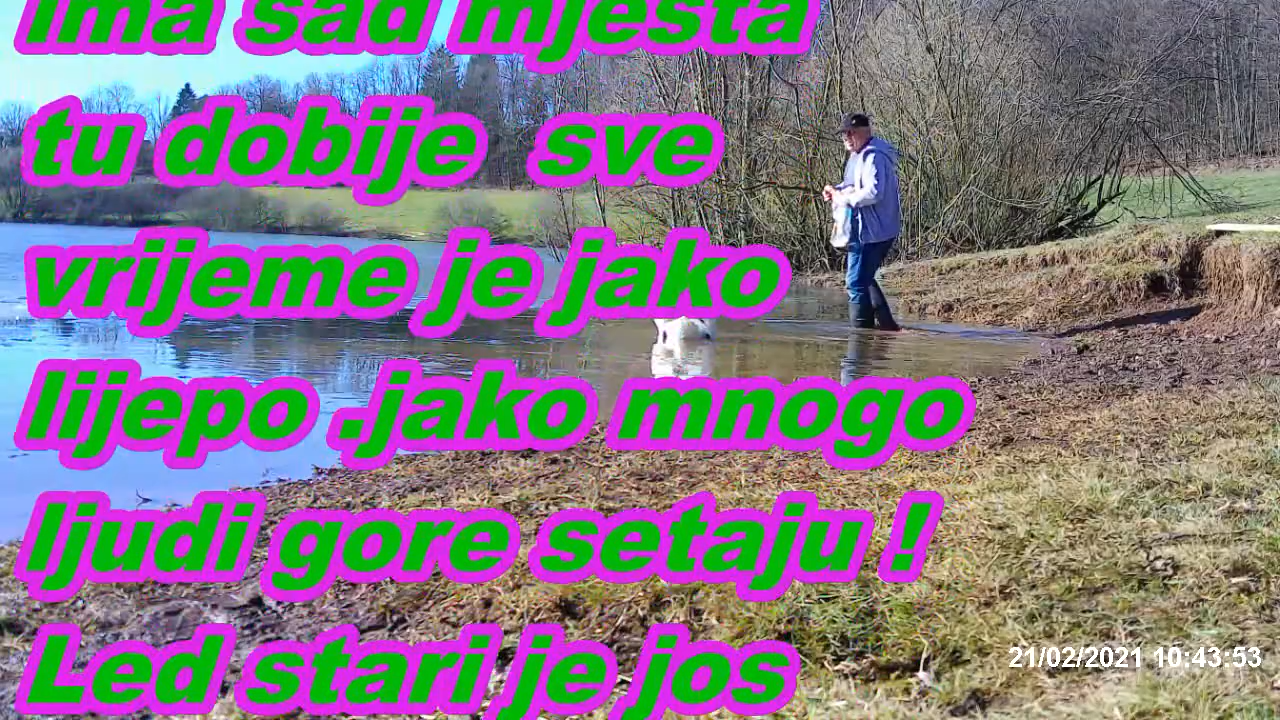 Ima sad mjesta
tu dobije sve
vrijeme je jako
lijepo .jako mnogo
ljudi gore setaju !
Led stari je jos
21/02/2021 10:43:53